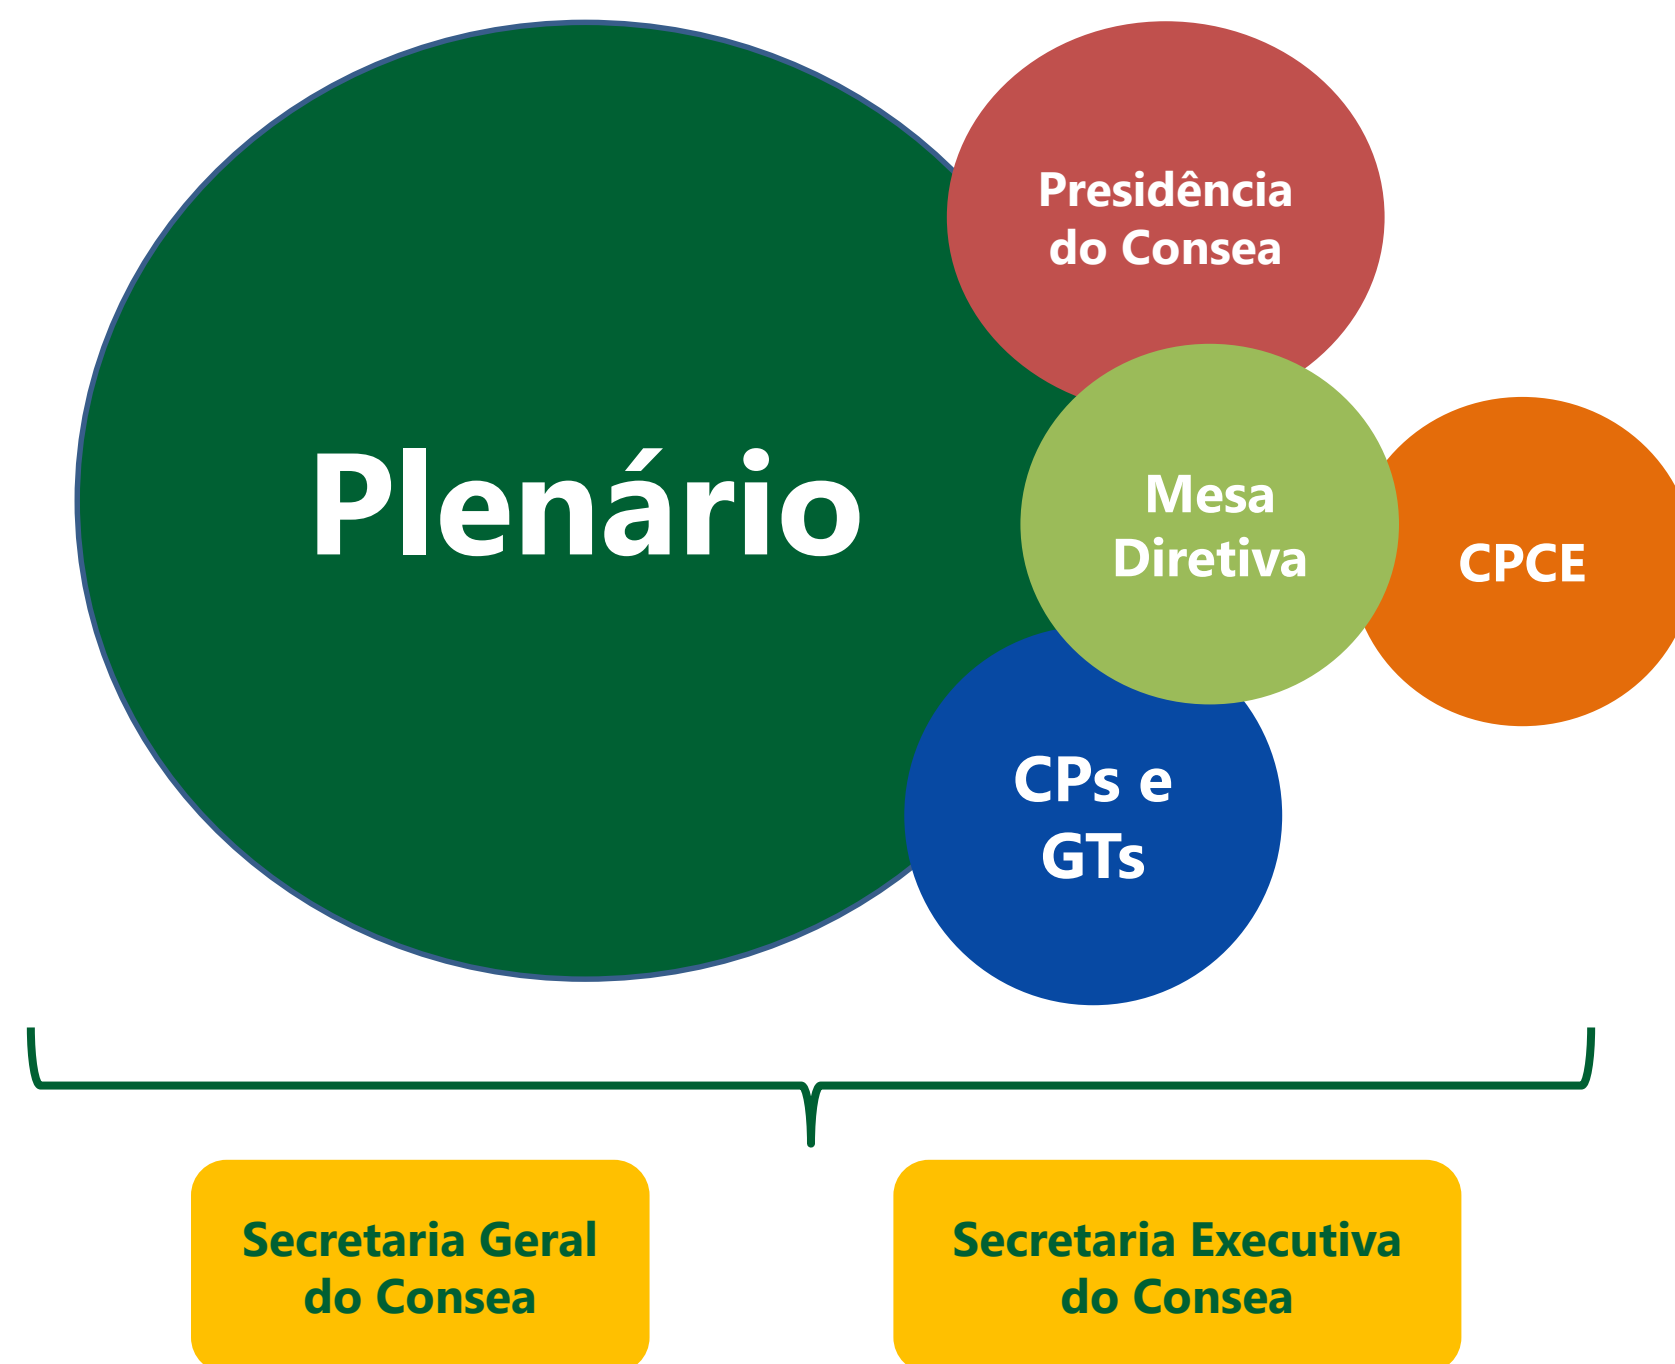 Plenário
Presidência
do Consea
Mesa
Diretiva
CPCE
CPs e
GTs
Secretaria Geral
do Consea
Secretaria Executiva
do Consea